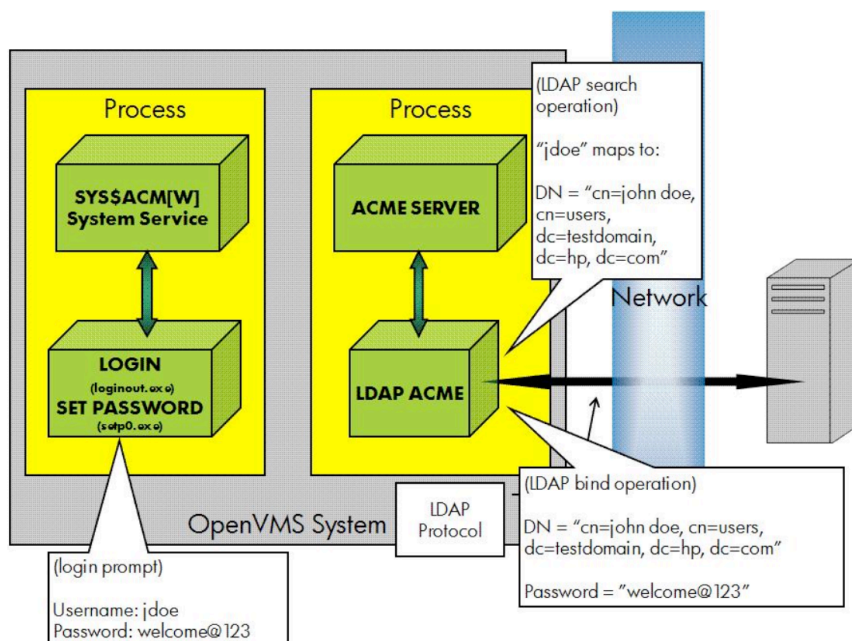 Process
SYS$ACM[W]
System Service
LOGIN
(loginout.exe)
SET PASSWORD
(setp0.exe)
Process
ACME SERVER
LDAP ACME
(LDAP search
operation)
"jdoe" maps to:
DN = "cn=john doe,
cn=users,
dc=testdomain,
dc=hp, dc=com"
Network
OpenVMS System
LDAP
Protocol
(LDAP bind operation)
DN = "cn=john doe, cn=users,
dc=testdomain, dc=hp, dc=com"
Password = "welcome@123"
(login prompt)
Username: jdoe
Password: welcome@123